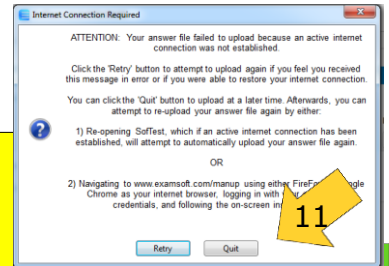 Internet Connection Required
ATTENTION: Your answer file failed to upload because an active internet
connection was not established.
Click the 'Retry' button to attempt to upload again if you feel you received
this message in error or if you were able to restore your internet connection.
You can click the 'Quit' button to upload at a later time. Afterwards, you can
attempt to re-upload your answer file again by either:
1) Re-opening SofTest, which if an active internet connection has been
established, will attempt to automatically upload your answer file again.
OR
2) Navigating to www.examsoft.com/manup using either
Chrome as your internet browser, logging in with
credentials, and following the on-screen
11
Retry Quit